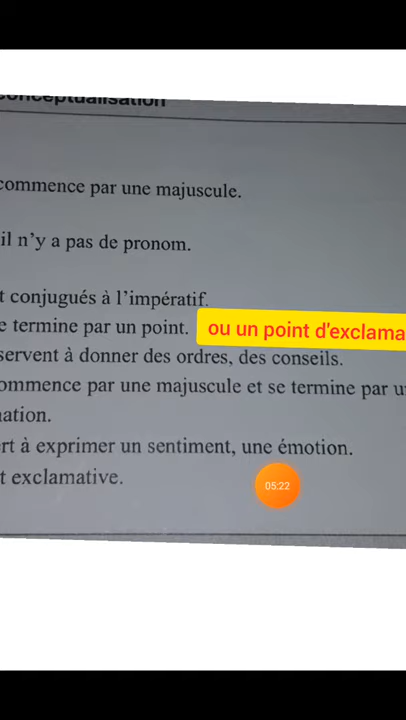 conceptualisation
commence par une majuscule.
il n'y a pas de pronom.
t conjugués à l'impératif.
e termine par un point. ou un point d'exclama
servent à donner des ordres, des conseils.
ommence par une majuscule et se termine par u
ation.
rt à exprimer un sentiment, une émotion.
t exclamative.
05:22